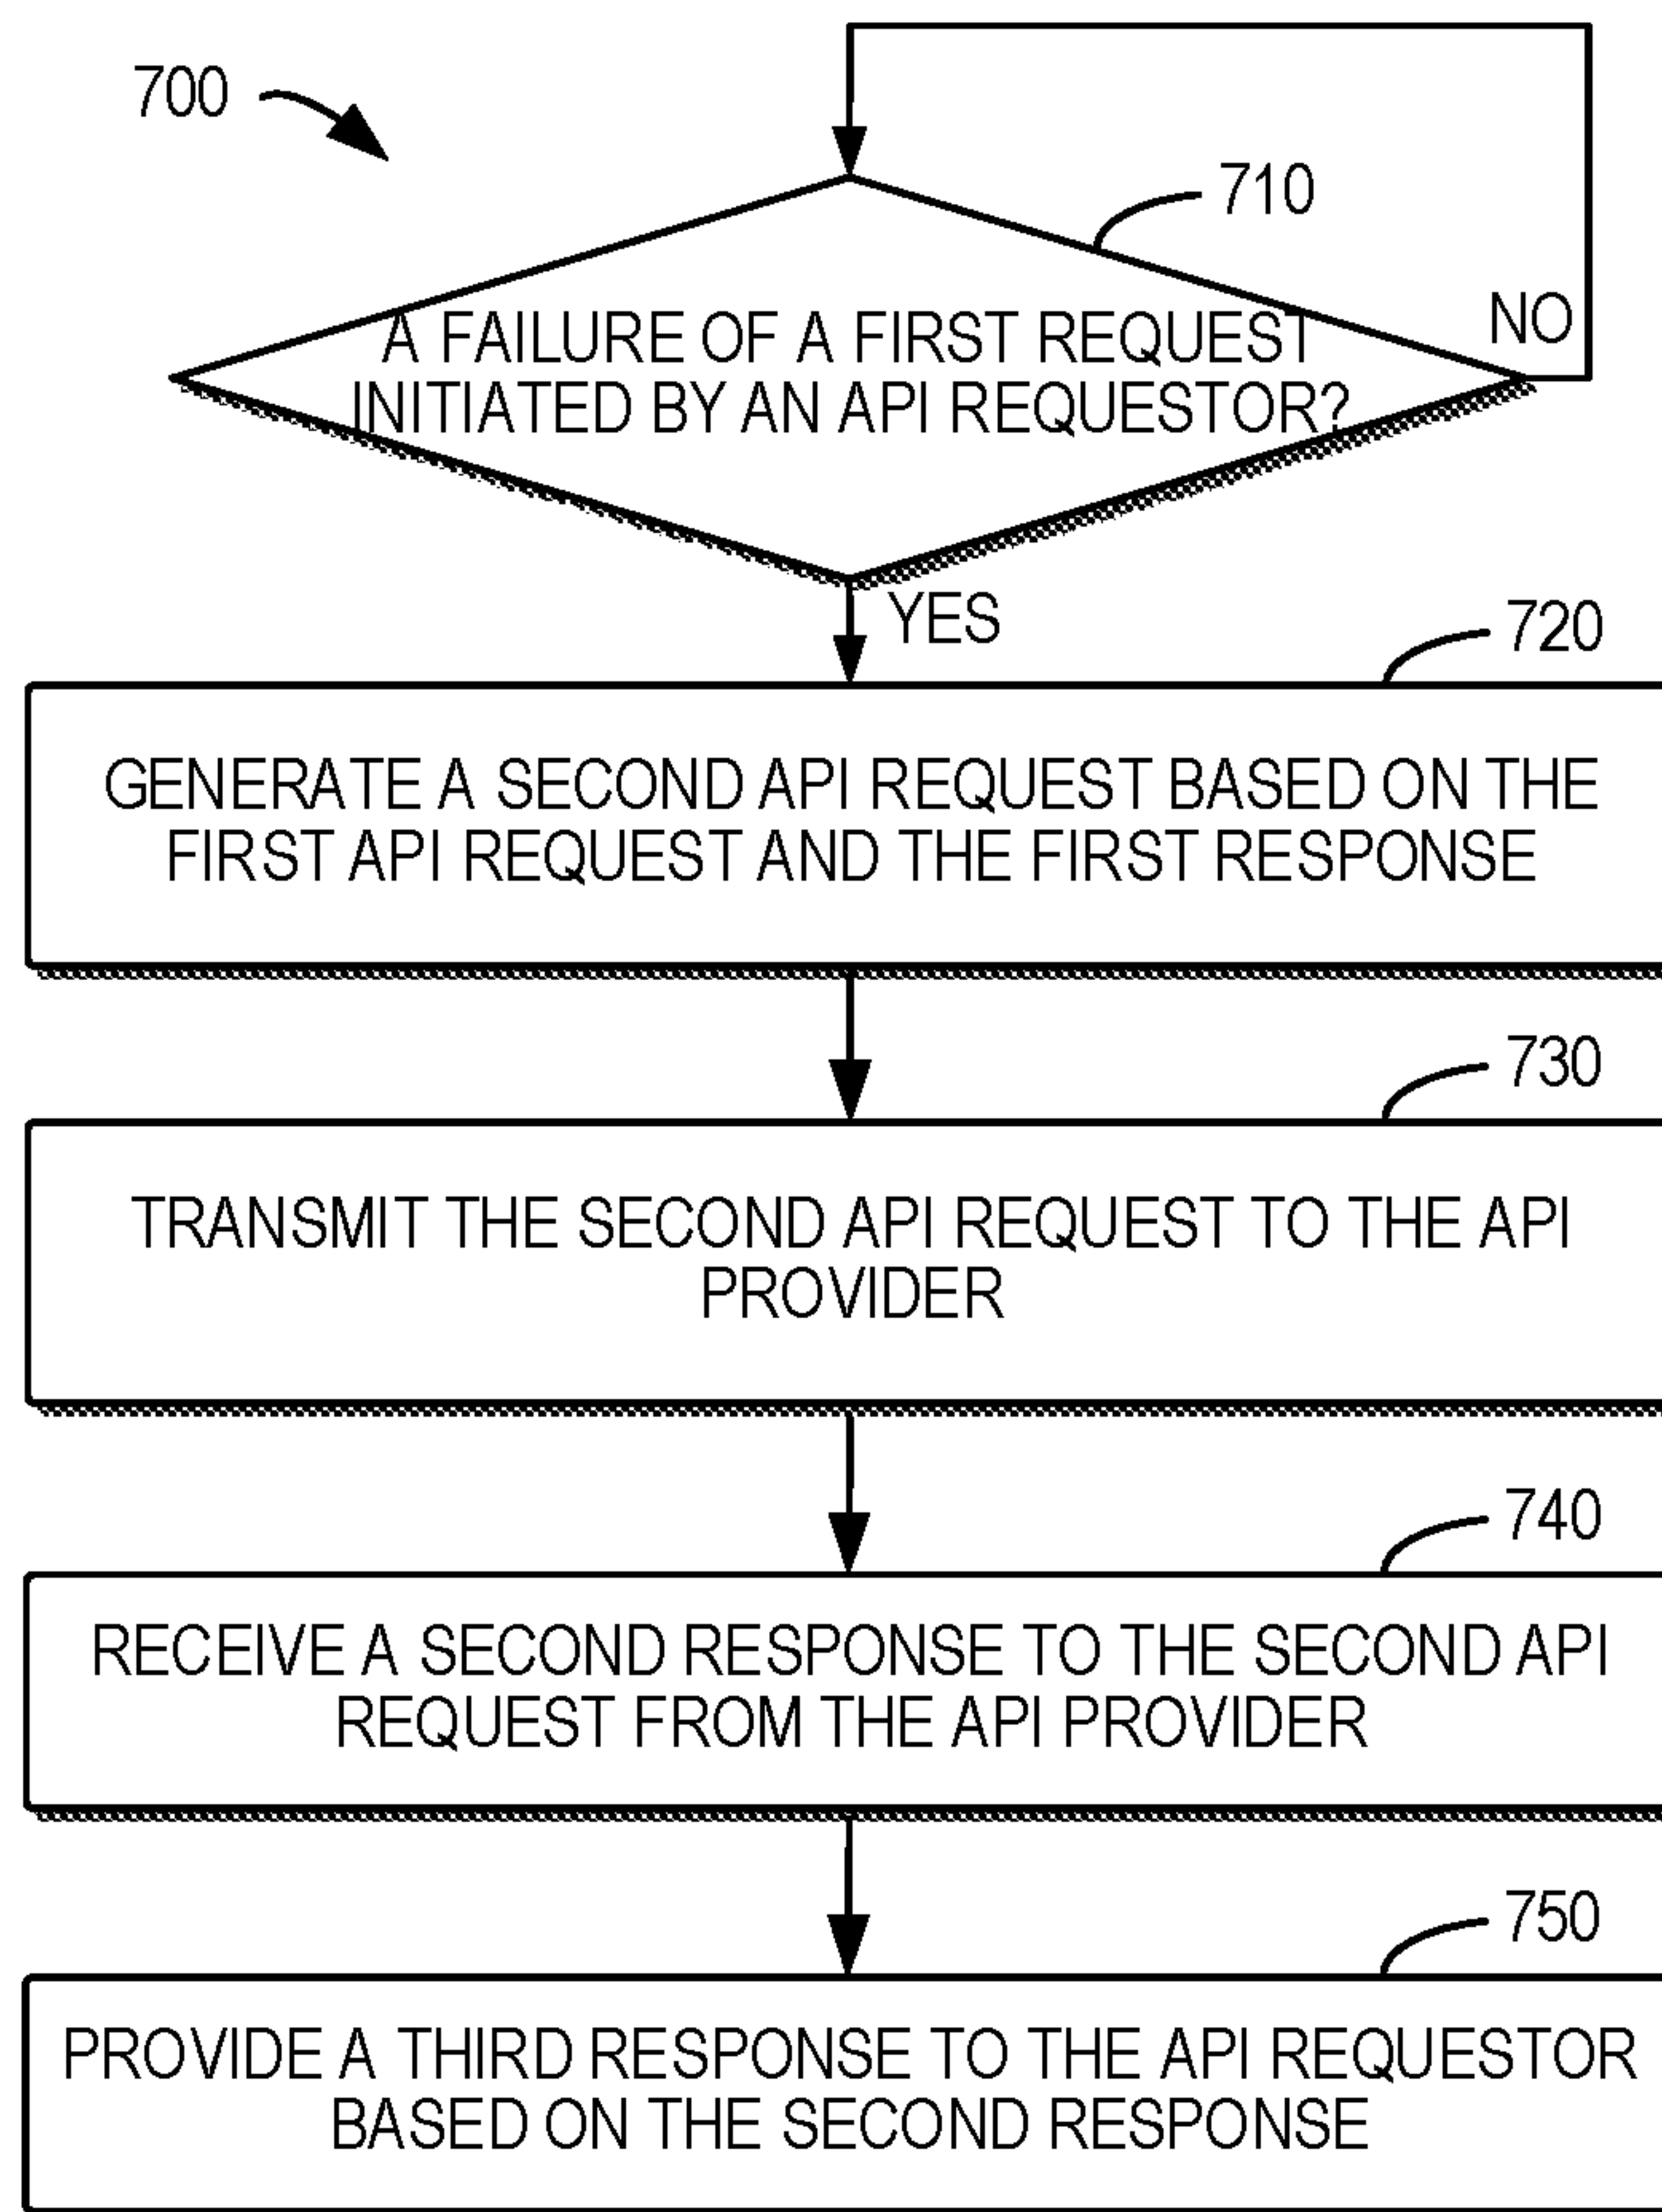 700
710
A FAILURE OF A FIRST REQUEST
INITIATED BY AN API REQUESTOR?
NO
YES
720
GENERATE A SECOND API REQUEST BASED ON THE
FIRST API REQUEST AND THE FIRST RESPONSE
730
TRANSMIT THE SECOND API REQUEST TO THE API
PROVIDER
740
RECEIVE A SECOND RESPONSE TO THE SECOND API
REQUEST FROM THE API PROVIDER
750
PROVIDE A THIRD RESPONSE TO THE API REQUESTOR
BASED ON THE SECOND RESPONSE